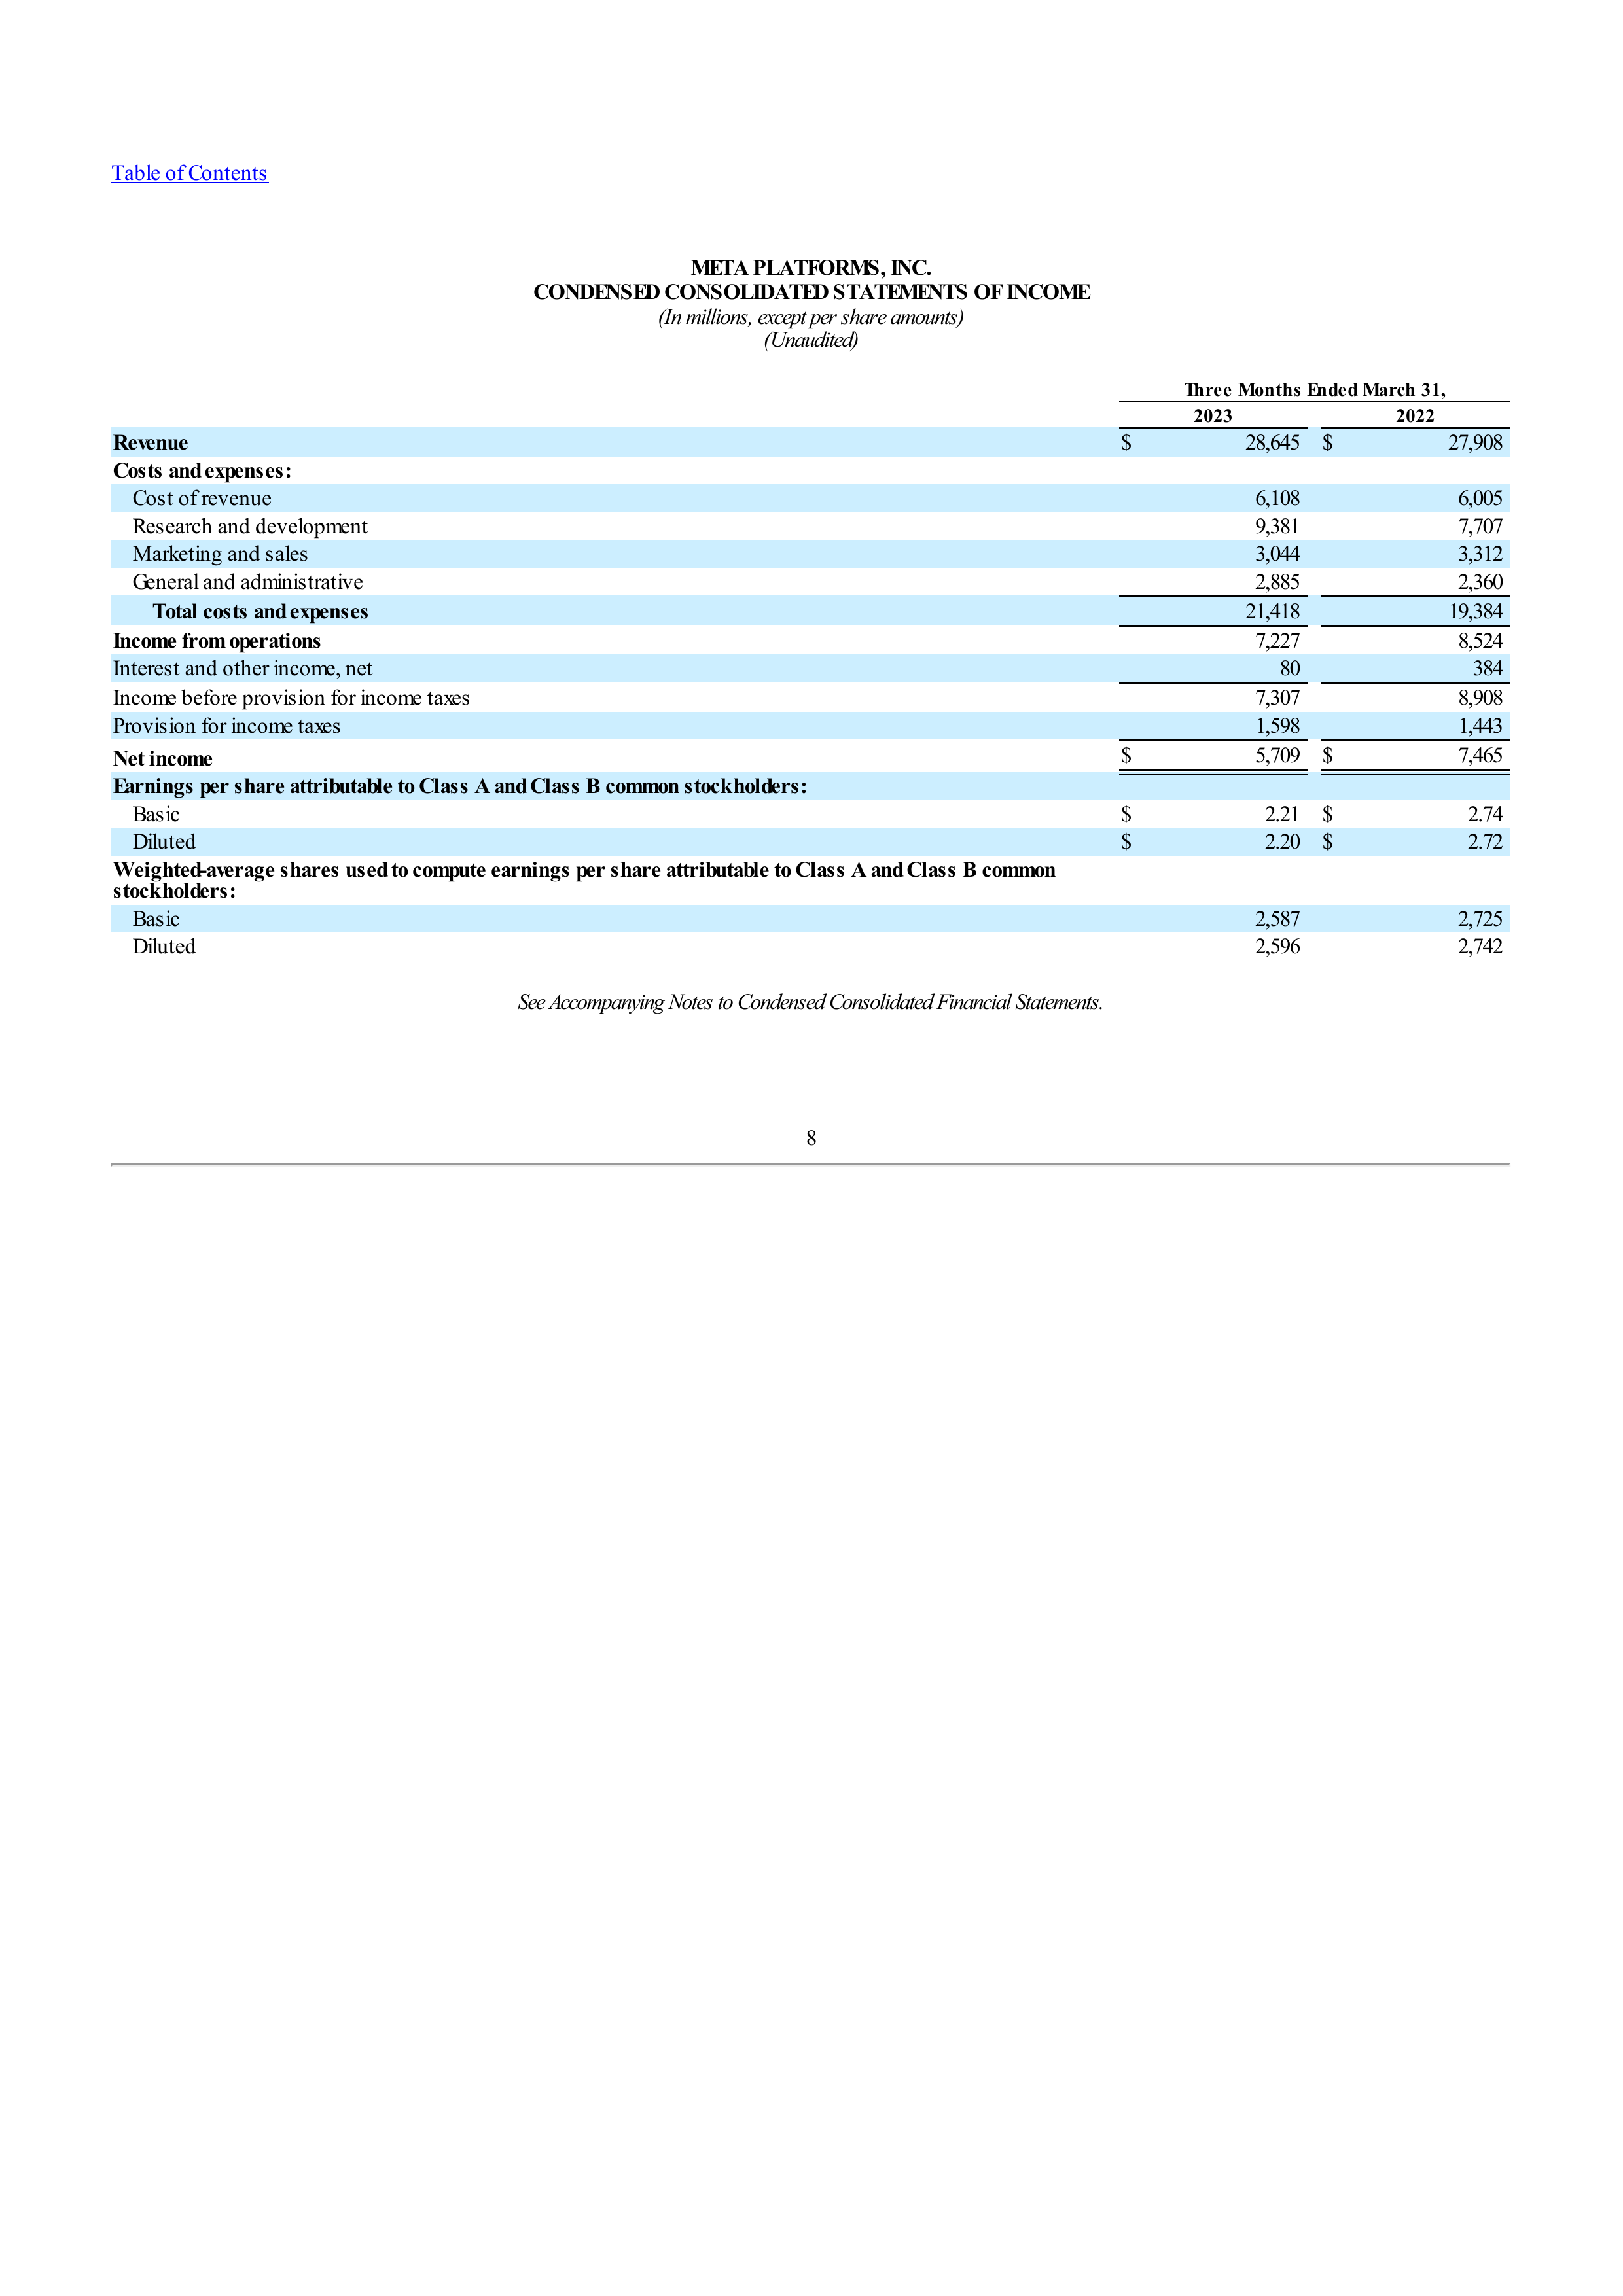 Table of Contents
META PLATFORMS, INC.
CONDENSED CONSOLIDATED STATEMENTS OF INCOME
(In millions, except per share amounts)
(Unaudited)
Three Months Ended March 31,
2023 2022
Revenue $ 28,645 $ 27,908
Costs and expenses:
Cost of revenue 6,108 6,005
Research and development 9,381 7,707
Marketing and sales 3,044 3,312
General and administrative 2,885 2,360
Total costs and expenses 21,418 19,384
Income from operations 7,227 8,524
Interest and other income, net 80 384
Income before provision for income taxes 7,307 8,908
Provision for income taxes 1,598 1,443
Net income $ 5,709 $ 7,465
Earnings per share attributable to Class A and Class B common stockholders:
Basic $ 2.21 $ 2.74
Diluted $ 2.20 $ 2.72
Weighted-average shares used to compute earnings per share attributable to Class A and Class B common
stockholders:
Basic 2,587 2,725
Diluted 2,596 2,742
See Accompanying Notes to Condensed Consolidated Financial Statements.
8